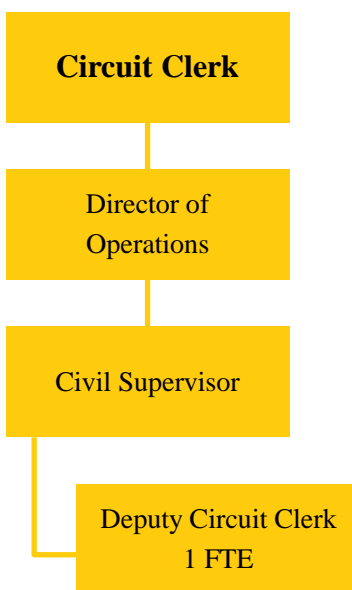 Circuit Clerk
Director of
Operations
Civil Supervisor
Deputy Circuit Clerk
1 FTE